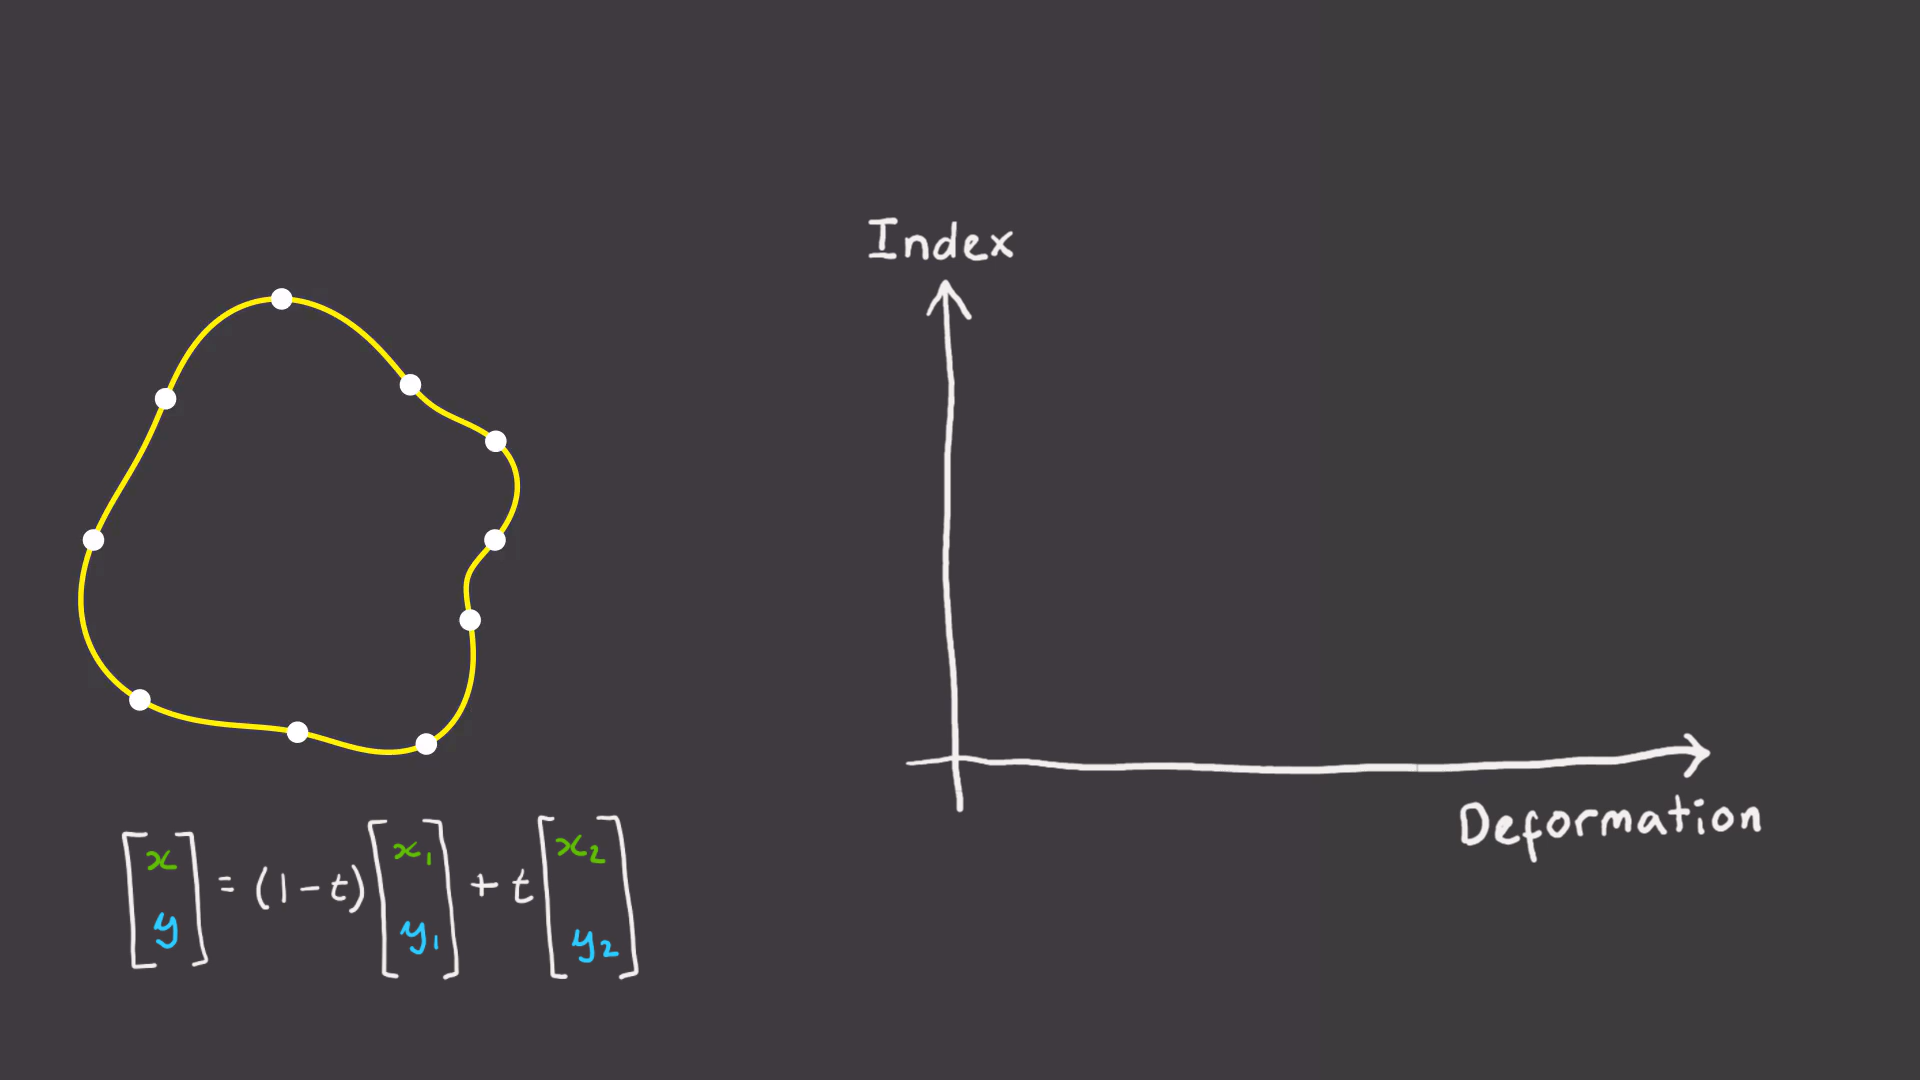 Index
Deformation
[x y] = (1-t) [x₁ y₁] + t [x₂ y₂]